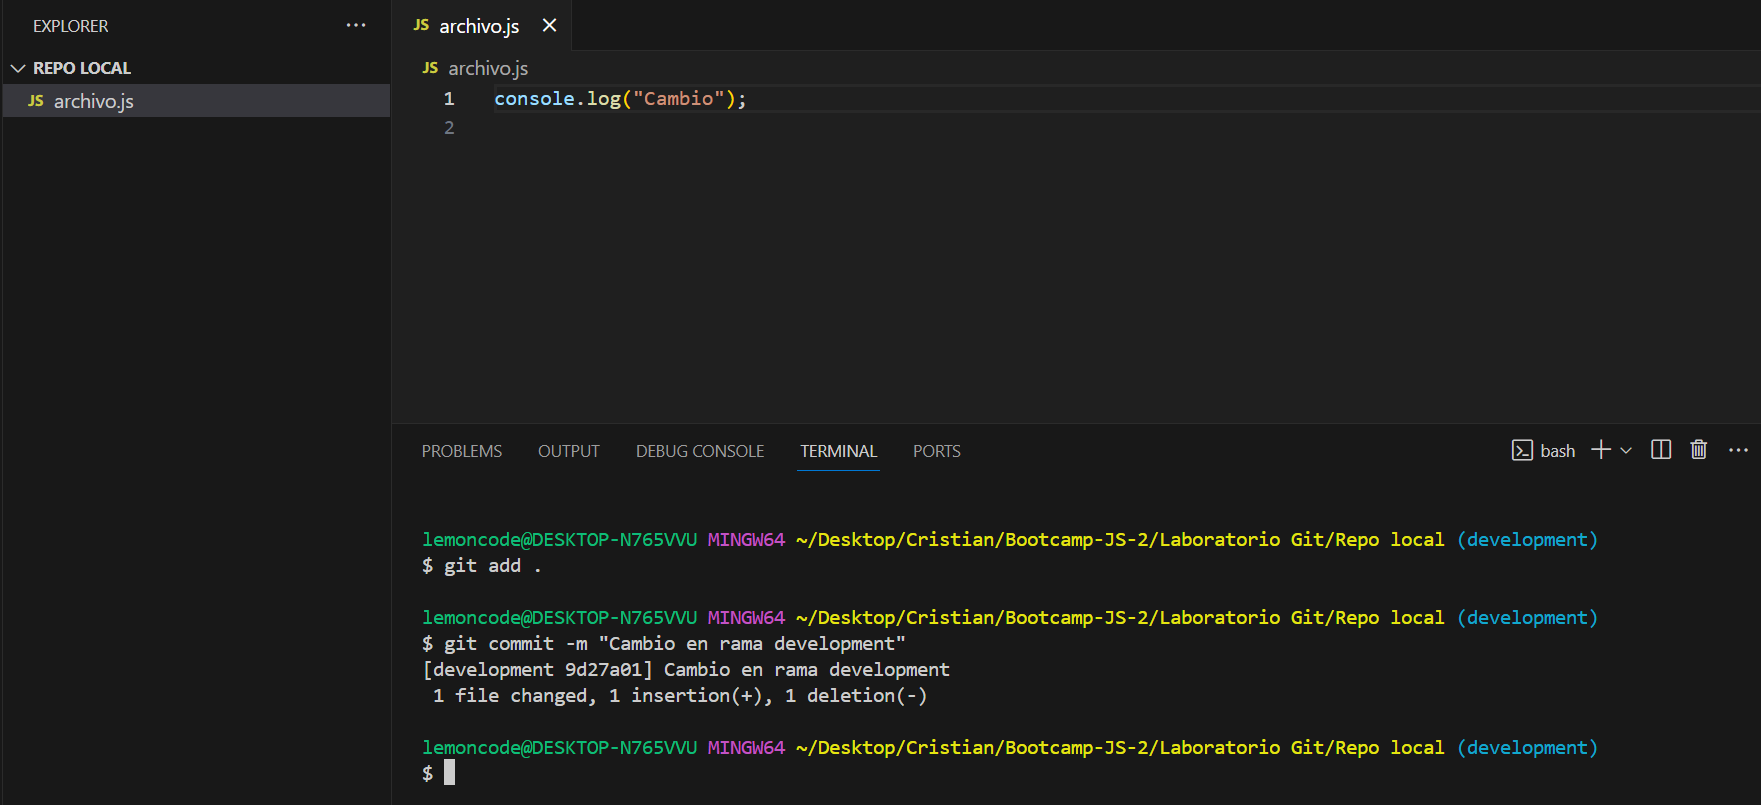 EXPLORER
REPO LOCAL
JS archivo.js
JS archivo.js
JS archivo.js
1 console.log("Cambio");
2
PROBLEMS OUTPUT DEBUG CONSOLE TERMINAL PORTS bash
lemoncode@DESKTOP-N765VVU MINGW64 ~/Desktop/Cristian/Bootcamp-JS-2/Laboratorio Git/Repo local (development)
$ git add .
lemoncode@DESKTOP-N765VVU MINGW64 ~/Desktop/Cristian/Bootcamp-JS-2/Laboratorio Git/Repo local (development)
$ git commit -m "Cambio en rama development"
[development 9d27a01] Cambio en rama development
1 file changed, 1 insertion(+), 1 deletion(-)
lemoncode@DESKTOP-N765VVU MINGW64 ~/Desktop/Cristian/Bootcamp-JS-2/Laboratorio Git/Repo local (development)
$